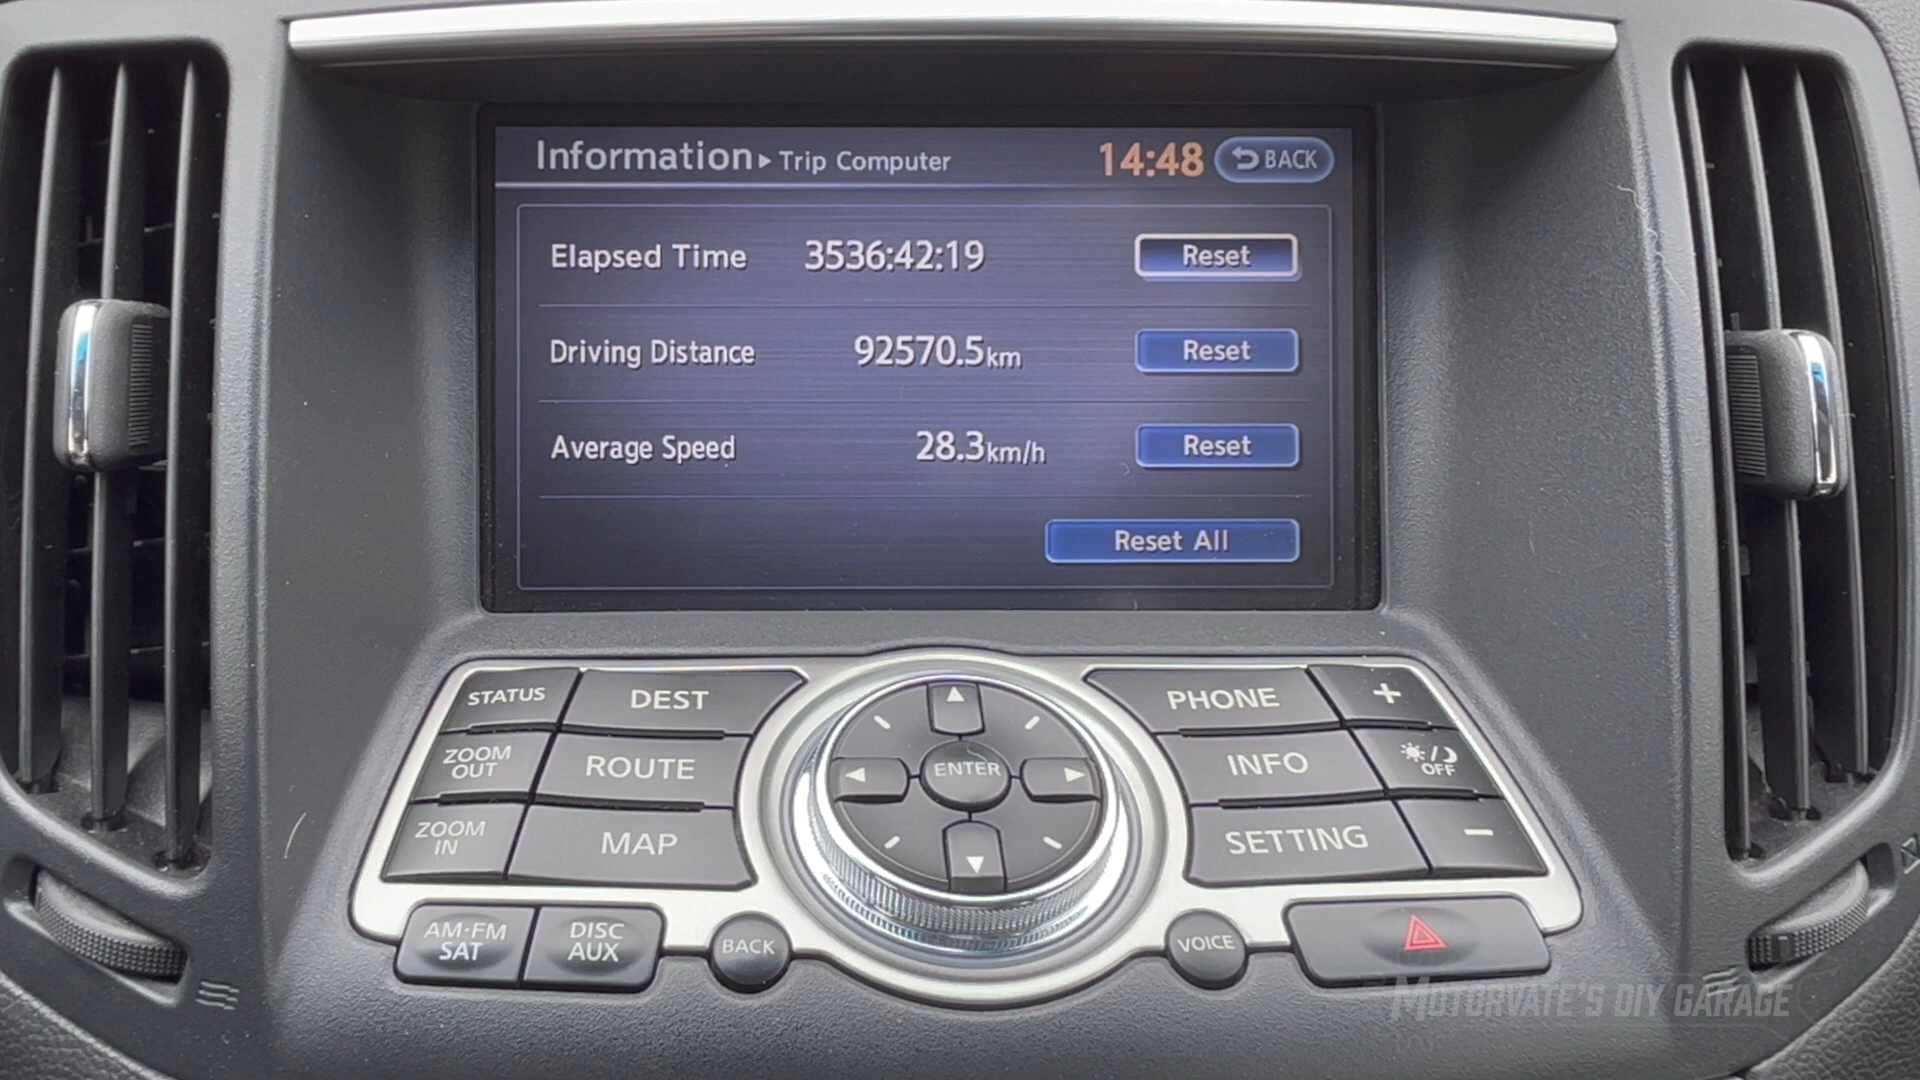 Information ▸ Trip Computer 14:48 BACK
Elapsed Time 3536:42:19 Reset
Driving Distance 92570.5km Reset
Average Speed 28.3km/h Reset
Reset All
STATUS DEST PHONE +
ZOOM OUT ROUTE ENTER INFO OFF
ZOOM IN MAP SETTING −
AM·FM SAT DISC AUX BACK VOICE
MOTORVATE'S DIY GARAGE